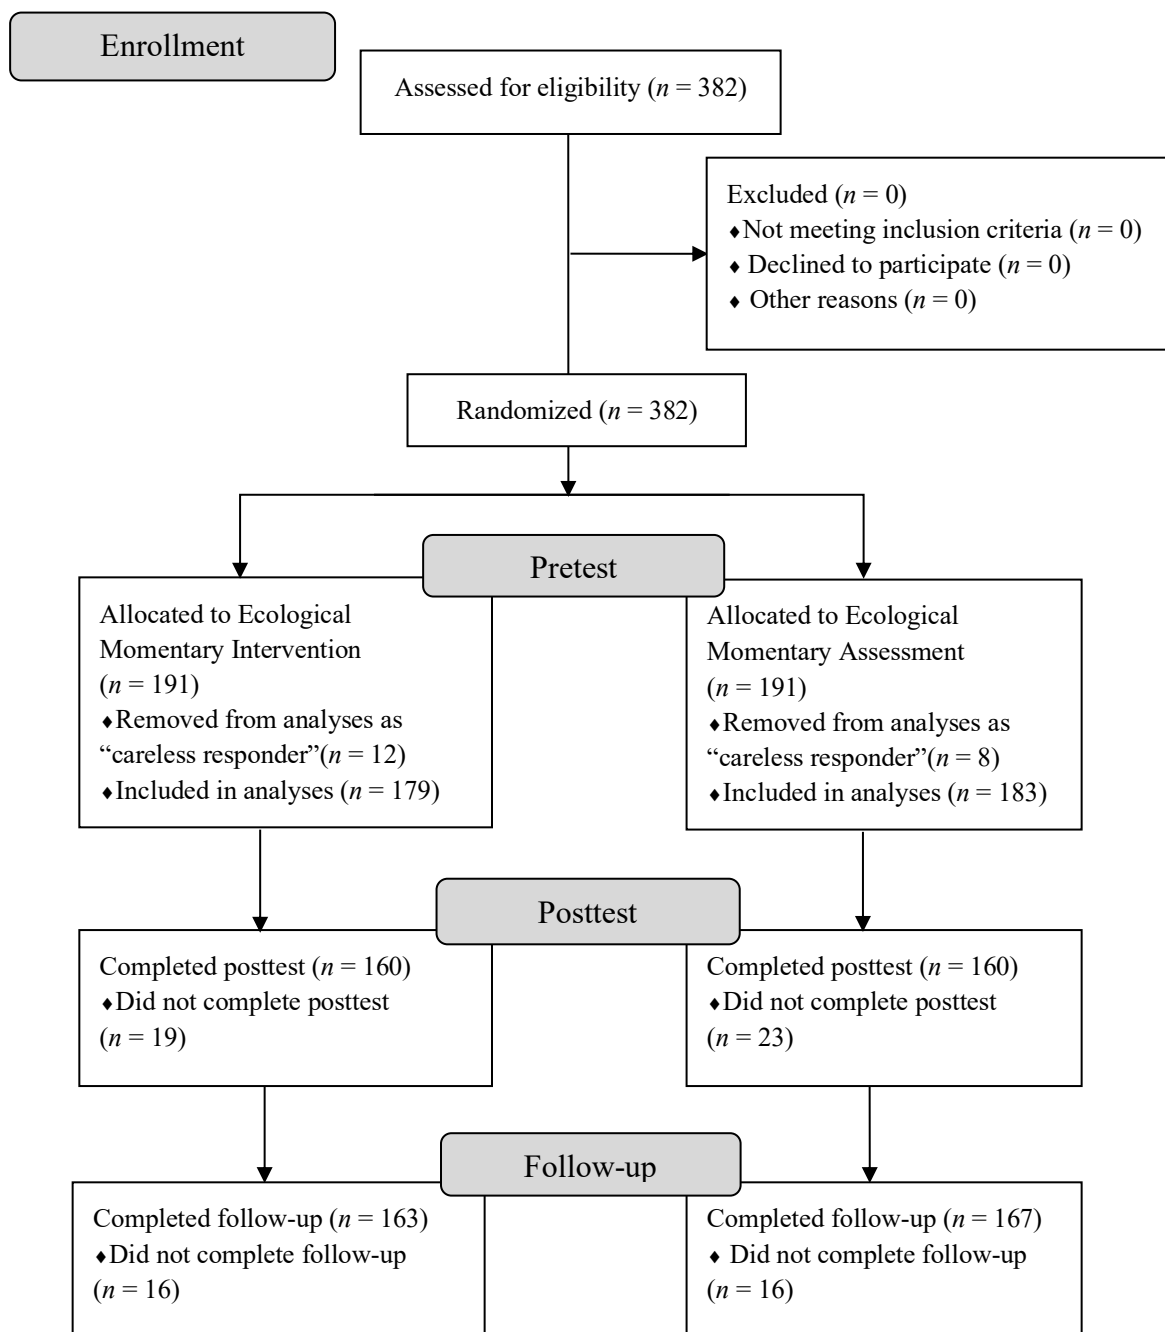 Enrollment
Assessed for eligibility (n = 382)
Excluded (n = 0)
♦Not meeting inclusion criteria (n = 0)
♦ Declined to participate (n = 0)
♦ Other reasons (n = 0)
Randomized (n = 382)
Pretest
Allocated to Ecological
Momentary Intervention
(n = 191)
♦Removed from analyses as
“careless responder”(n = 12)
♦Included in analyses (n = 179)
Allocated to Ecological
Momentary Assessment
(n = 191)
♦Removed from analyses as
“careless responder”(n = 8)
♦Included in analyses (n = 183)
Posttest
Completed posttest (n = 160)
♦Did not complete posttest
(n = 19)
Completed posttest (n = 160)
♦Did not complete posttest
(n = 23)
Follow-up
Completed follow-up (n = 163)
♦Did not complete follow-up
(n = 16)
Completed follow-up (n = 167)
♦ Did not complete follow-up
(n = 16)